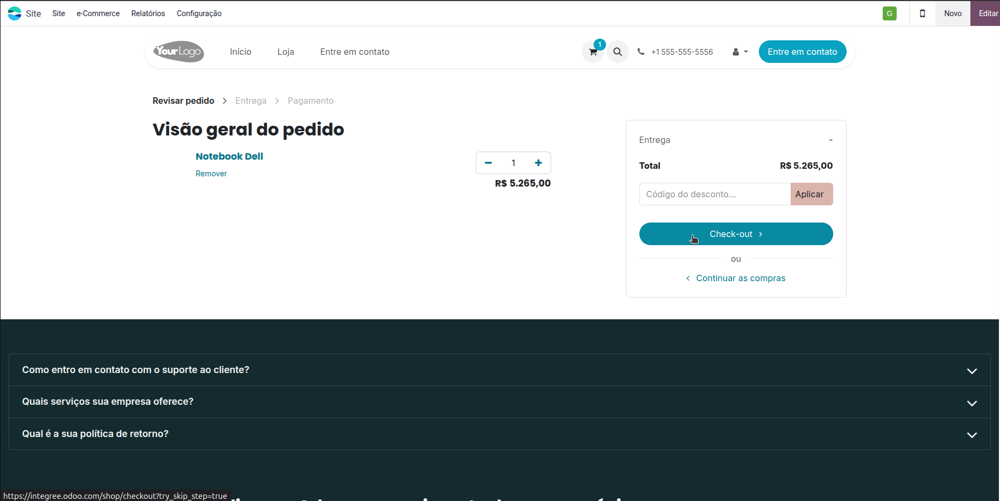 Site Site e-Commerce Relatórios Configuração G Novo Editar
YourLogo Início Loja Entre em contato 1 +1 555-555-5556 Entre em contato
Revisar pedido Entrega Pagamento
Visão geral do pedido
Notebook Dell
Remover
1
R$ 5.265,00
Entrega -
Total R$ 5.265,00
Código do desconto... Aplicar
Check-out
ou
Continuar as compras
Como entro em contato com o suporte ao cliente?
Quais serviços sua empresa oferece?
Qual é a sua política de retorno?
https://integree.odoo.com/shop/checkout?try_skip_step=true